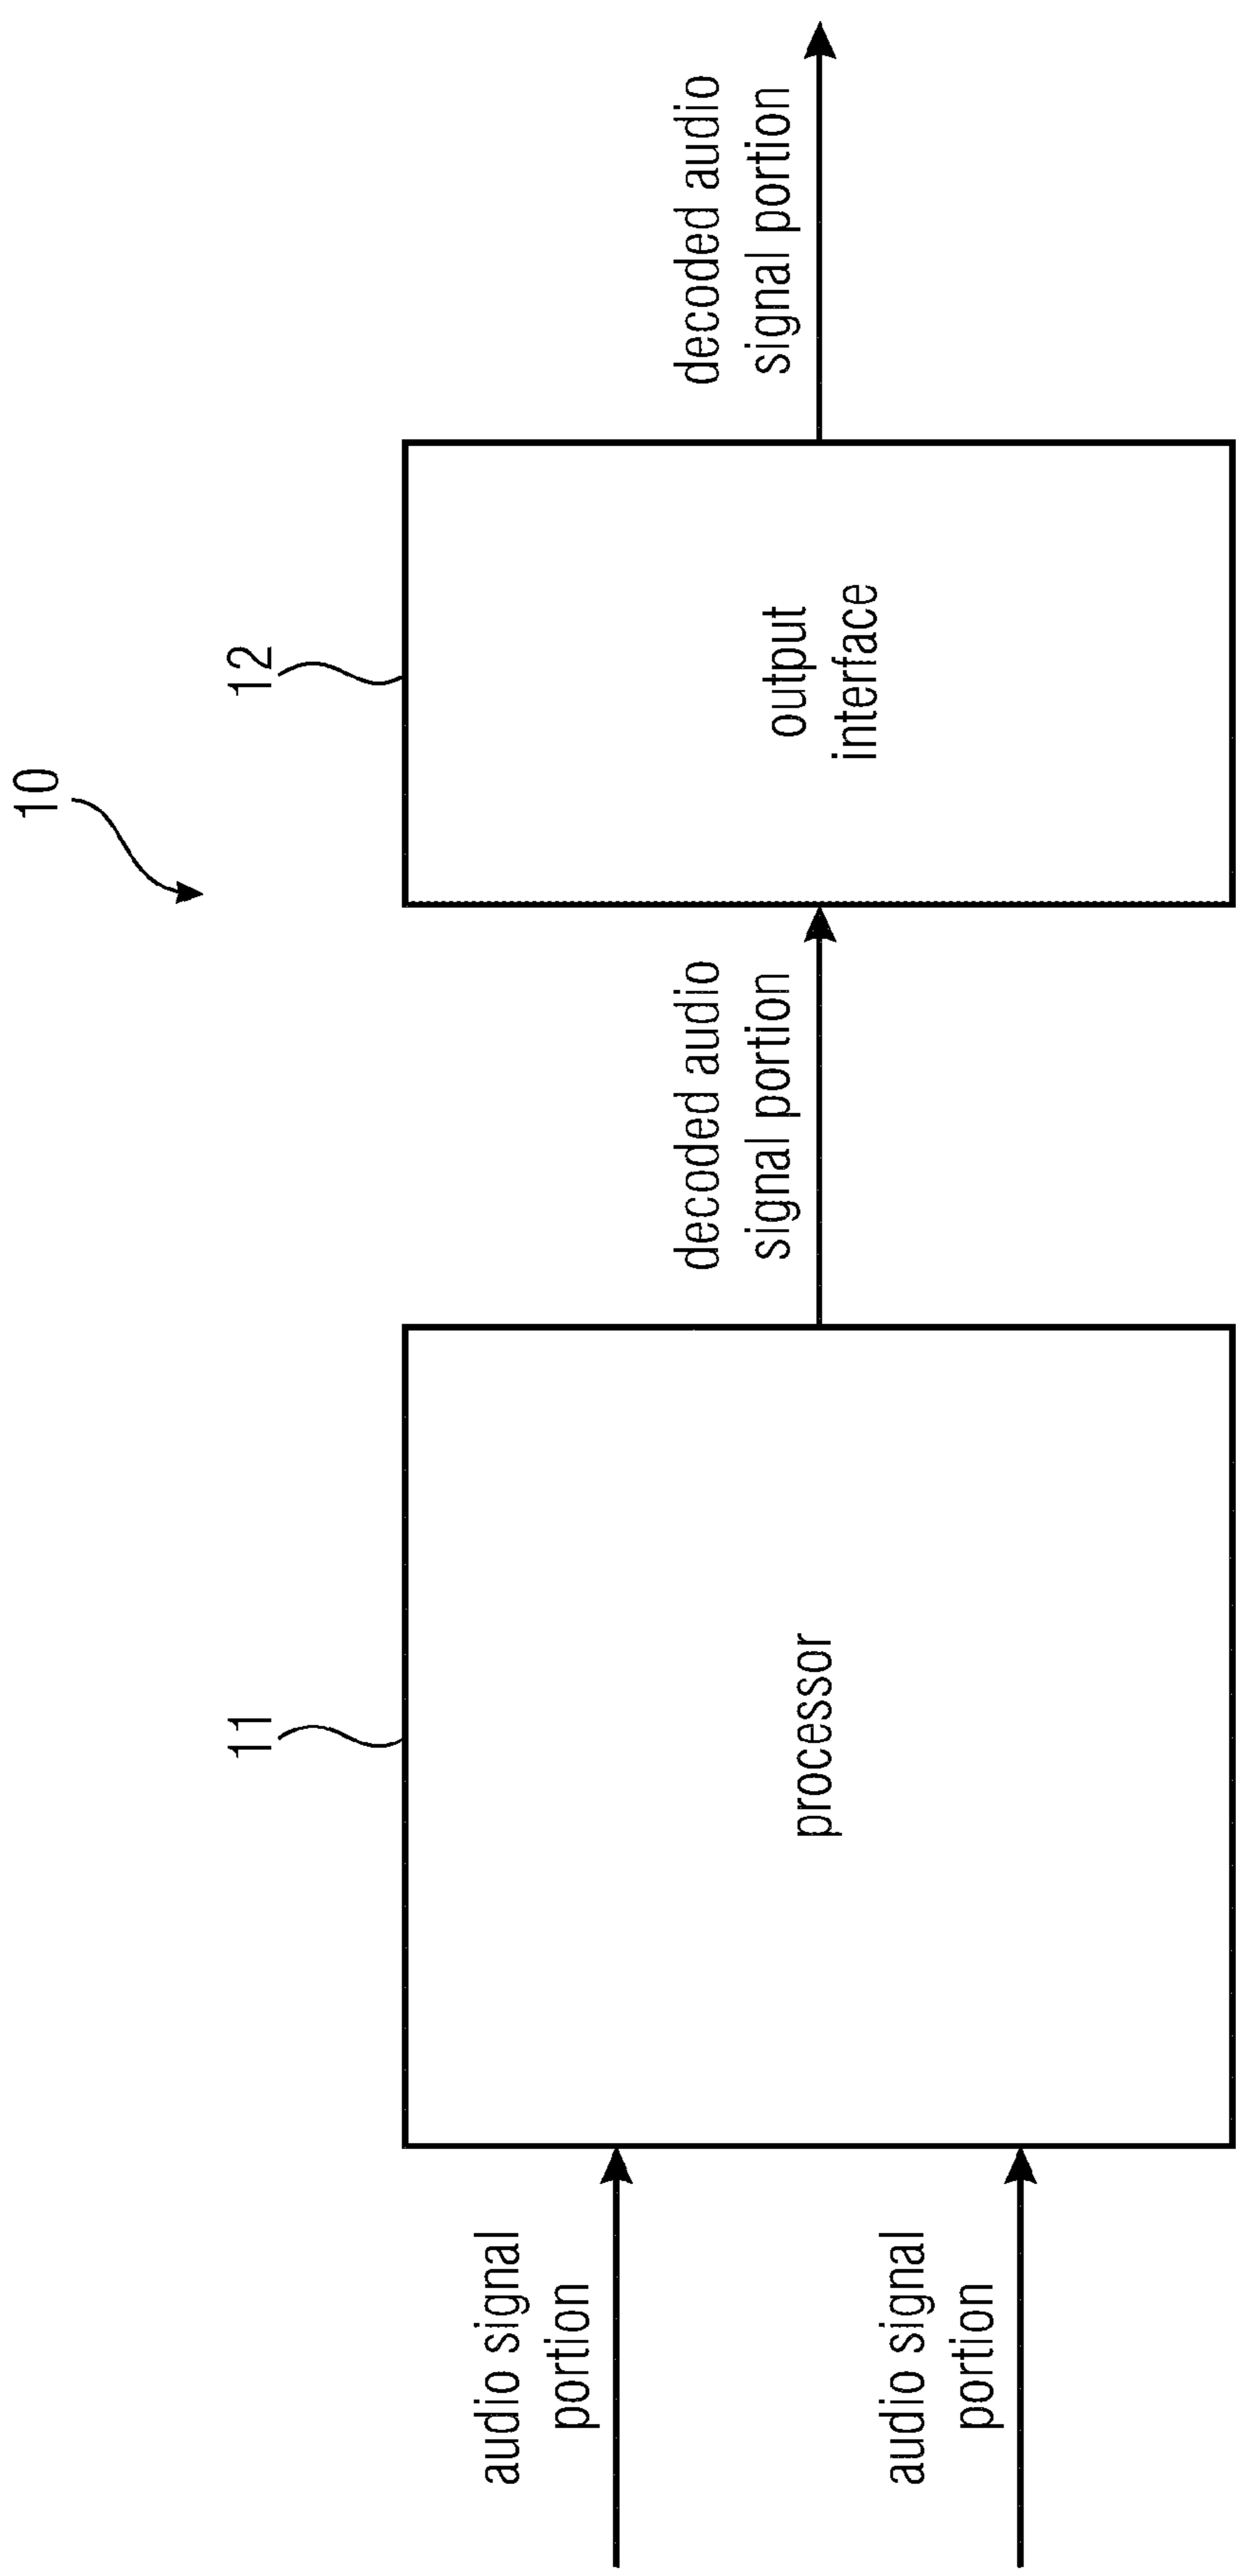 10
11
12
audio signal
portion
audio signal
portion
processor
decoded audio
signal portion
output
interface
decoded audio
signal portion